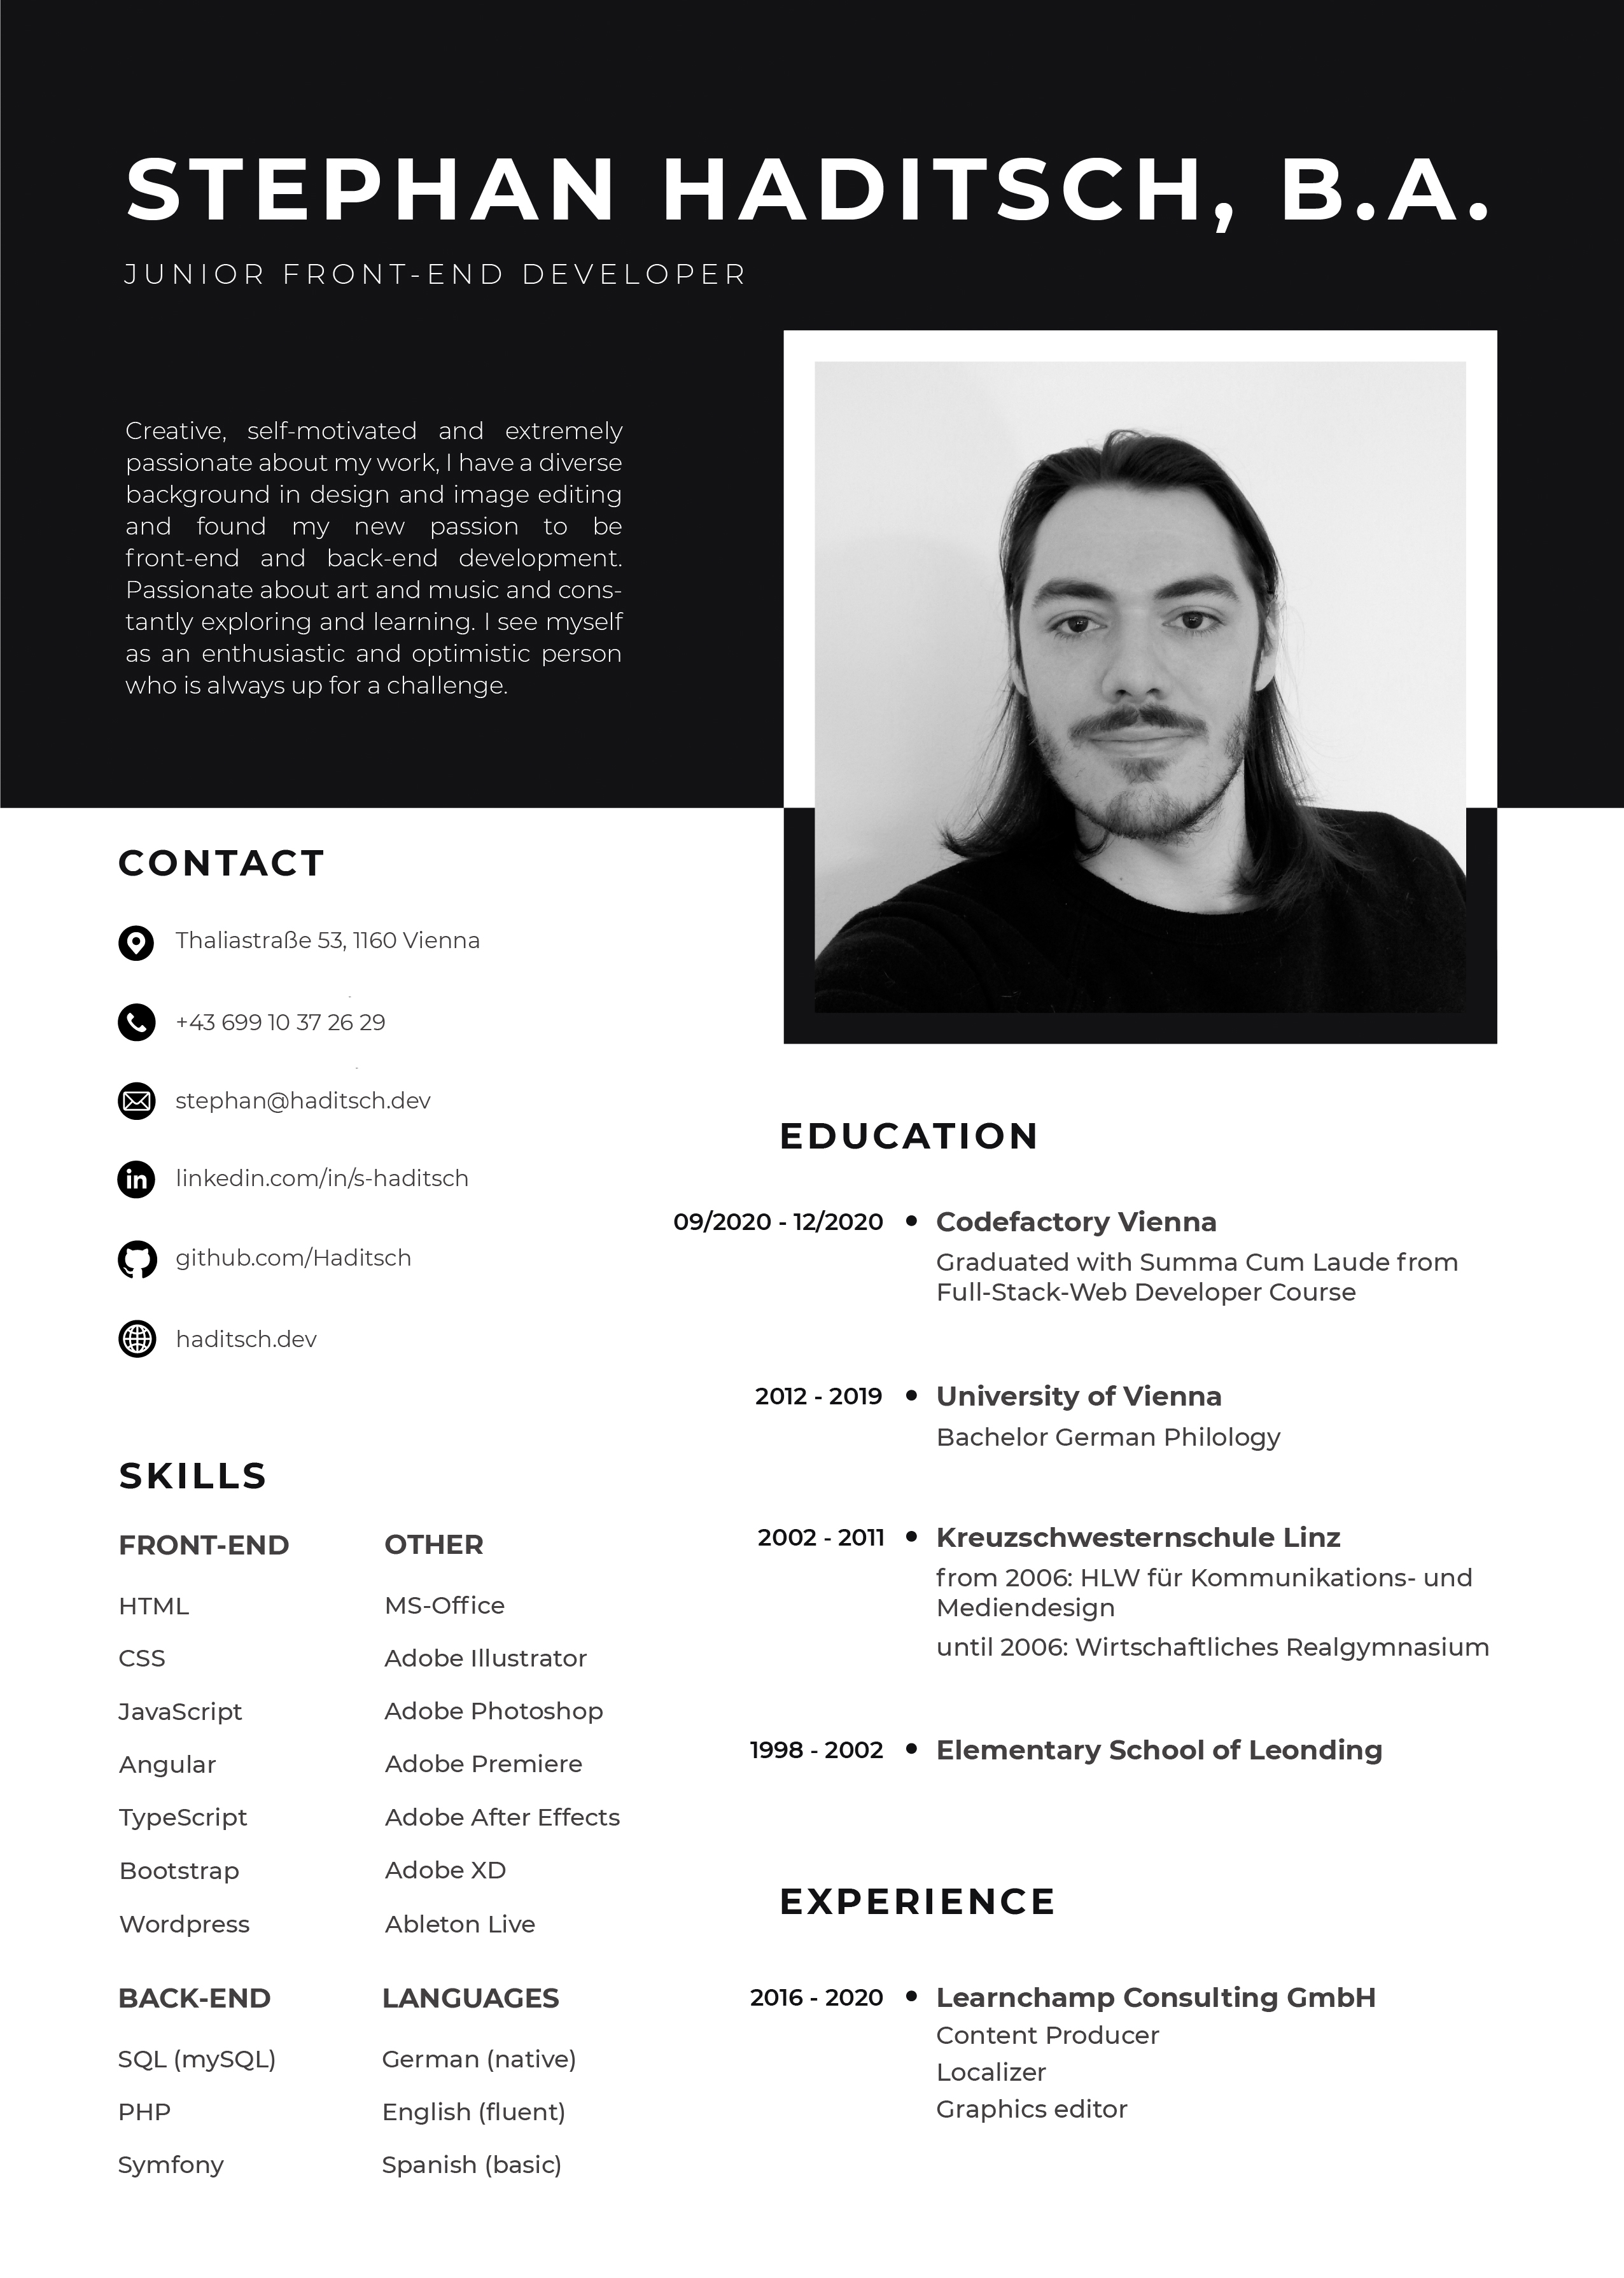 STEPHAN HADITSCH, B.A.
JUNIOR FRONT-END DEVELOPER
Creative, self-motivated and extremely
passionate about my work, I have a diverse
background in design and image editing
and found my new passion to be
front-end and back-end development.
Passionate about art and music and cons-
tantly exploring and learning. I see myself
as an enthusiastic and optimistic person
who is always up for a challenge.
CONTACT
Thaliastraße 53, 1160 Vienna
+43 699 10 37 26 29
stephan@haditsch.dev
in
linkedin.com/in/s-haditsch
github.com/Haditsch
haditsch.dev
SKILLS
FRONT-END
HTML
CSS
JavaScript
Angular
TypeScript
Bootstrap
Wordpress
OTHER
MS-Office
Adobe Illustrator
Adobe Photoshop
Adobe Premiere
Adobe After Effects
Adobe XD
Ableton Live
BACK-END
SQL (mySQL)
PHP
Symfony
LANGUAGES
German (native)
English (fluent)
Spanish (basic)
EDUCATION
09/2020 - 12/2020 • Codefactory Vienna
Graduated with Summa Cum Laude from
Full-Stack-Web Developer Course
2012 - 2019 • University of Vienna
Bachelor German Philology
2002 - 2011 • Kreuzschwesternschule Linz
from 2006: HLW für Kommunikations- und
Mediendesign
until 2006: Wirtschaftliches Realgymnasium
1998 - 2002 • Elementary School of Leonding
EXPERIENCE
2016 - 2020 • Learnchamp Consulting GmbH
Content Producer
Localizer
Graphics editor